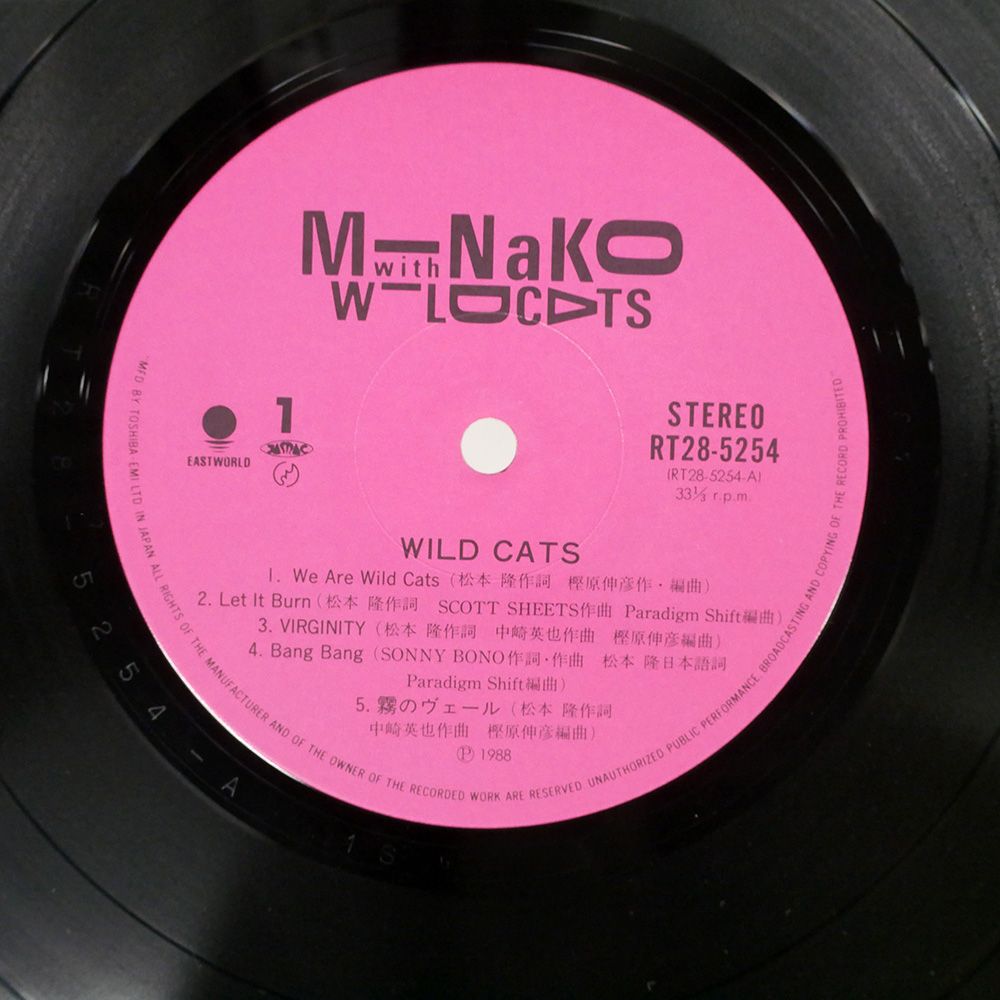 MINaKO
with
WILDCATS
1
EASTWORLD
JASRAC
STEREO
RT28-5254
(RT28-5254-A)
33⅓ r.p.m.
WILD CATS
1. We Are Wild Cats (松本 隆作詞 樫原伸彦作・編曲)
2. Let It Burn (松本 隆作詞 SCOTT SHEETS作曲 Paradigm Shift編曲)
3. VIRGINITY (松本 隆作詞 中崎英也作曲 樫原伸彦編曲)
4. Bang Bang (SONNY BONO作詞・作曲 松本 隆日本語詞
Paradigm Shift編曲)
5. 霧のヴェール (松本 隆作詞
中崎英也作曲 樫原伸彦編曲)
Ⓟ 1988
"MFD BY TOSHIBA-EMI LTD IN JAPAN ALL RIGHTS OF THE MANUFACTURER AND OF THE OWNER OF THE RECORDED WORK ARE RESERVED UNAUTHORIZED PUBLIC PERFORMANCE BROADCASTING AND COPYING OF THE RECORD PROHIBITED"
RT28-5254-A 1S
3